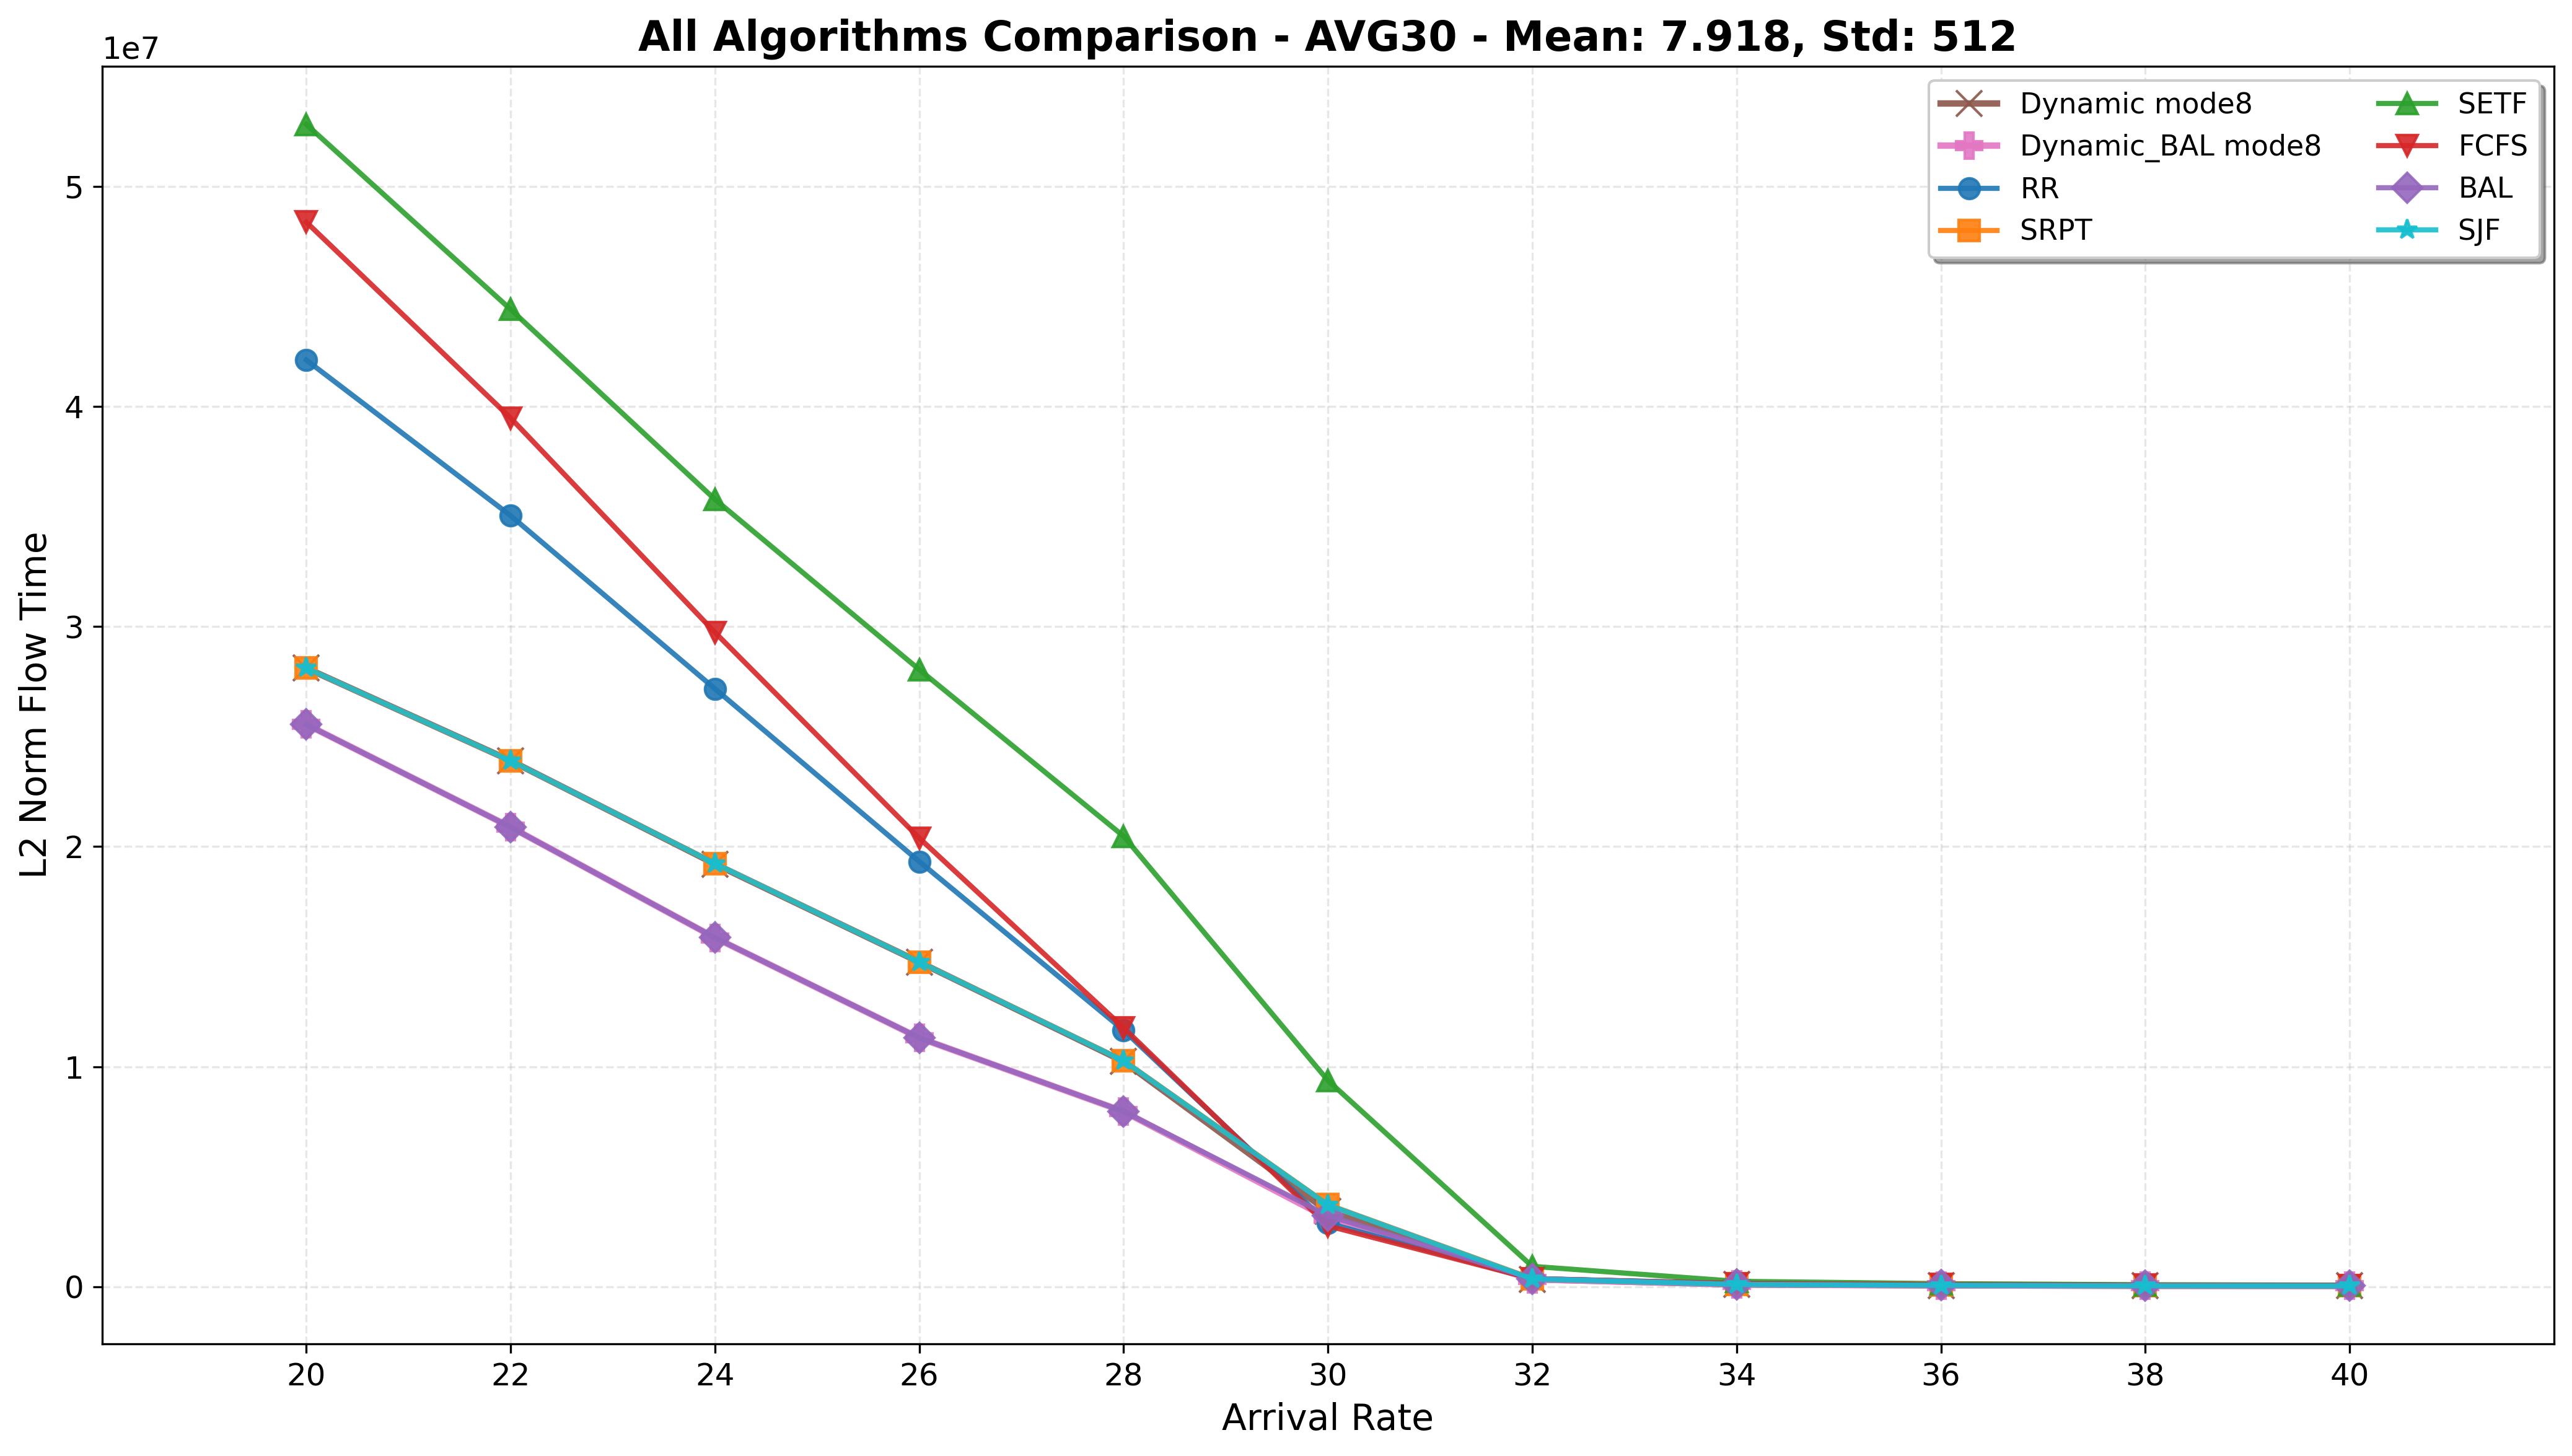 All Algorithms Comparison - AVG30 - Mean: 7.918, Std: 512
1e7
Dynamic mode8
Dynamic_BAL mode8
RR
SRPT
SETF
FCFS
BAL
SJF
L2 Norm Flow Time
5
4
3
2
1
0
20 22 24 26 28 30 32 34 36 38 40
Arrival Rate